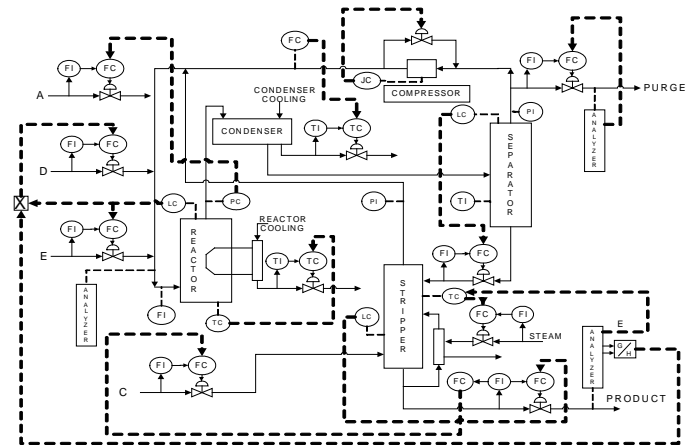 FC
JC
COMPRESSOR
FI
FC
PURGE
ANALYZER
FI
FC
A
CONDENSER
COOLING
CONDENSER
TI
TC
LC
PI
SEPARATOR
TI
FI
FC
D
FI
FC
X
LC
PC
PI
FI
FC
E
REACTOR
REACTOR
COOLING
TI
TC
ANALYZER
FI
TC
STRIPPER
LC
TC
FC
FI
STEAM
E
ANALYZER
G
H
FI
FC
C
FC
FI
FC
PRODUCT